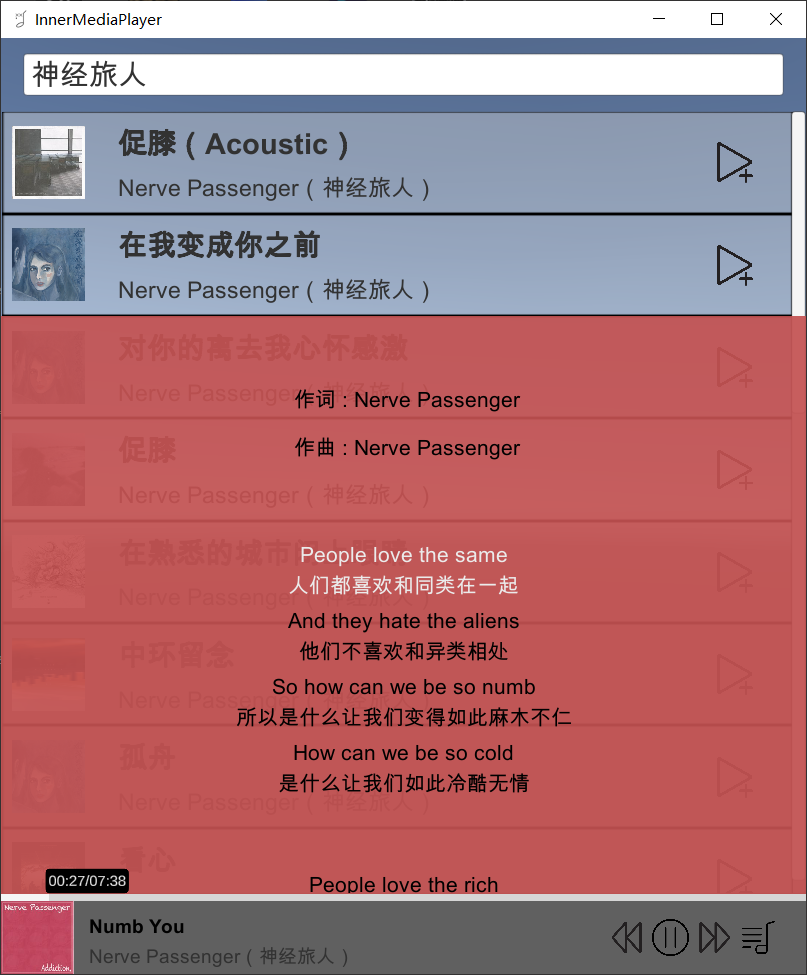 InnerMediaPlayer
神经旅人
促膝（Acoustic）
Nerve Passenger（神经旅人）
在我变成你之前
Nerve Passenger（神经旅人）
对你的离去我心怀感激
Nerve Passenger（神经旅人）
作词 : Nerve Passenger
作曲 : Nerve Passenger
促膝
Nerve Passenger（神经旅人）
在熟悉的城市
People love the same
人们都喜欢和同类在一起
Nerve Passenger
And they hate the aliens
他们不喜欢和异类相处
中环留念
So how can we be so numb
Nerve Passenger
所以是什么让我们变得如此麻木不仁
孤舟
How can we be so cold
是什么让我们如此冷酷无情
Nerve Passenger（神经旅人）
看心
People love the rich
00:27/07:38
Nerve Passenger
Addiction.
Numb You
Nerve Passenger（神经旅人）